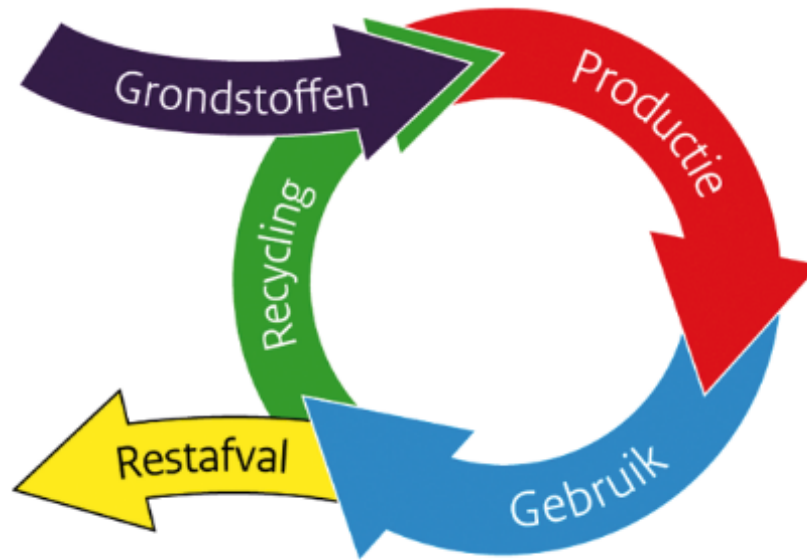 Grondstoffen
Productie
Gebruik
Recycling
Restafval